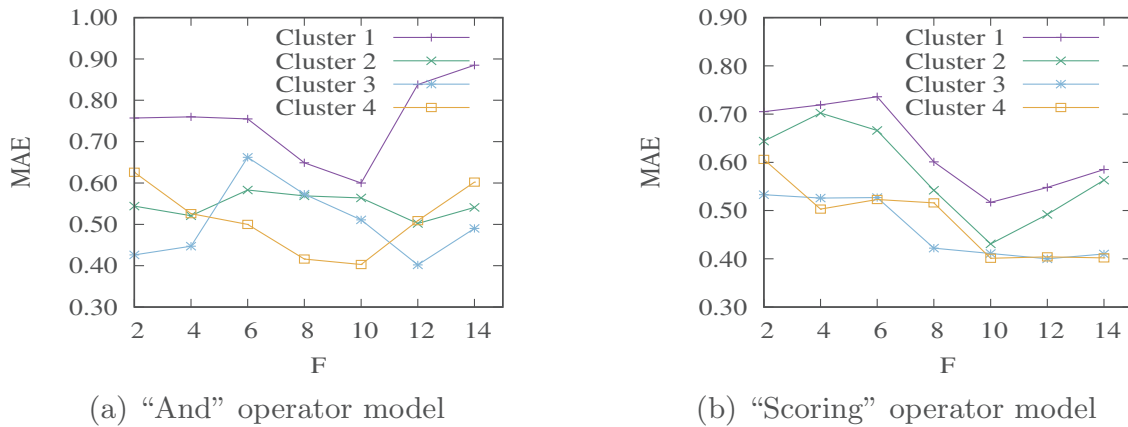 1.00
0.90
0.80
0.70
0.60
0.50
0.40
0.30
MAE
Cluster 1
Cluster 2
Cluster 3
Cluster 4
2 4 6 8 10 12 14
F
(a) “And” operator model
0.90
0.80
0.70
0.60
0.50
0.40
0.30
MAE
Cluster 1
Cluster 2
Cluster 3
Cluster 4
2 4 6 8 10 12 14
F
(b) “Scoring” operator model